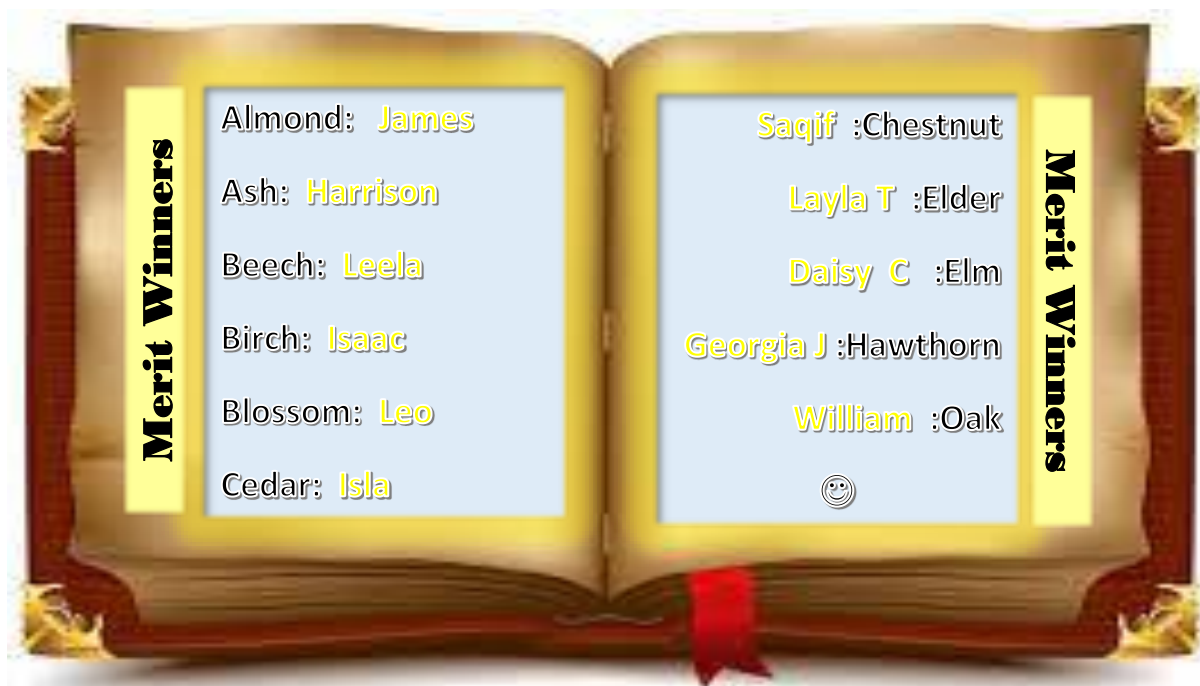 Merit Winners
Almond: James
Ash: Harrison
Beech: Leela
Birch: Isaac
Blossom: Leo
Cedar: Isla
Saqif :Chestnut
Layla T :Elder
Daisy C :Elm
Georgia J :Hawthorn
William :Oak
☺
Merit Winners